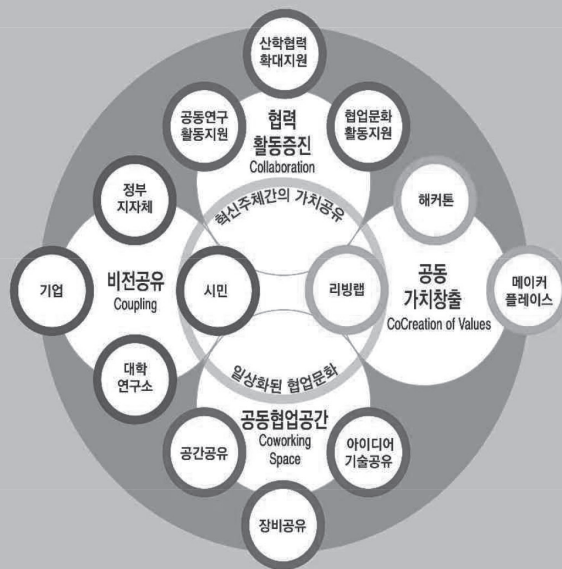 산학협력
확대지원
공동연구
활동지원
협력
활동증진
Collaboration
협업문화
활동지원
혁신주체간의 가치공유
정부
지자체
해커톤
기업
비전공유
Coupling
시민
리빙랩
공동
가치창출
CoCreation of Values
메이커
플레이스
대학
연구소
일상화된 협업문화
공동협업공간
Coworking
Space
공간공유
아이디어
기술공유
장비공유